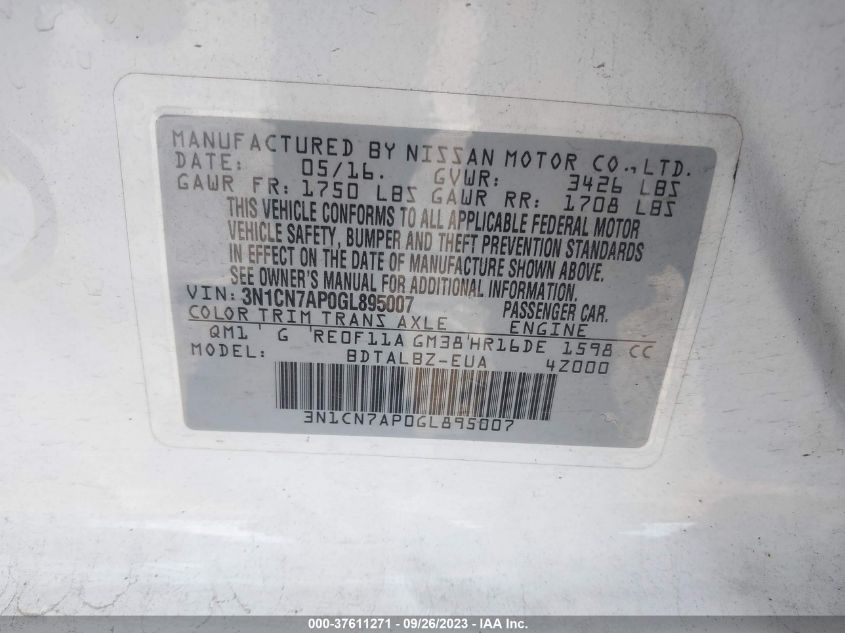 MANUFACTURED BY NISSAN MOTOR CO., LTD.
DATE: 05/16. GVWR: 3426 LBS
GAWR FR: 1750 LBS GAWR RR: 1708 LBS
THIS VEHICLE CONFORMS TO ALL APPLICABLE FEDERAL MOTOR
VEHICLE SAFETY, BUMPER AND THEFT PREVENTION STANDARDS
IN EFFECT ON THE DATE OF MANUFACTURE SHOWN ABOVE.
SEE OWNER'S MANUAL FOR ADDITIONAL INFORMATION.
VIN: 3N1CN7AP0GL895007 PASSENGER CAR.
COLOR TRIM TRANS AXLE ENGINE
QM1 ' G RE0F11A GM38 'HR16DE 1598 CC
MODEL: BDTALBZ-EUA 4Z000
3N1CN7AP0GL895007
000-37611271 - 09/26/2023 - IAA Inc.